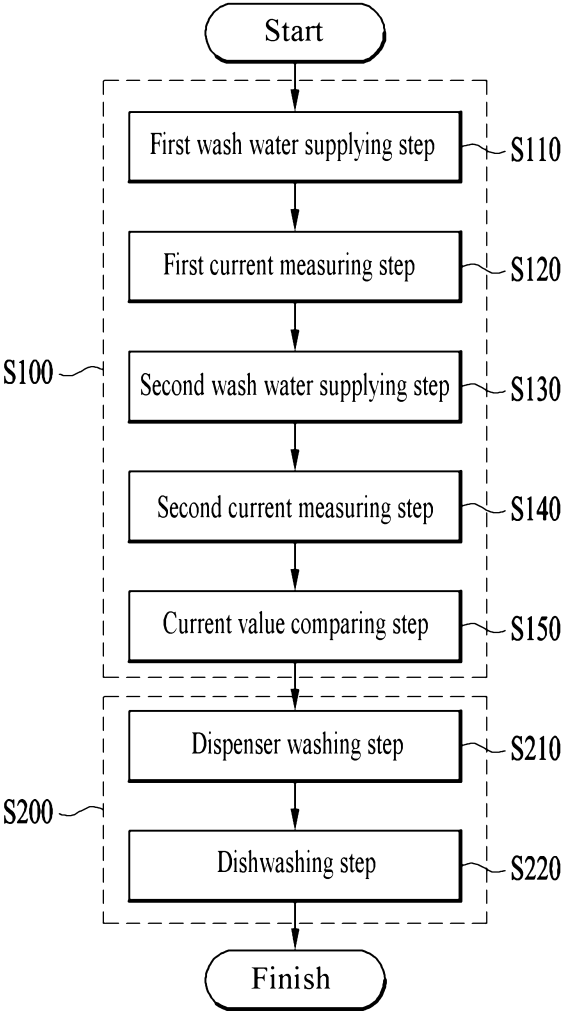 Start
First wash water supplying step
S110
First current measuring step
S120
S100
Second wash water supplying step
S130
Second current measuring step
S140
Current value comparing step
S150
Dispenser washing step
S210
S200
Dishwashing step
S220
Finish